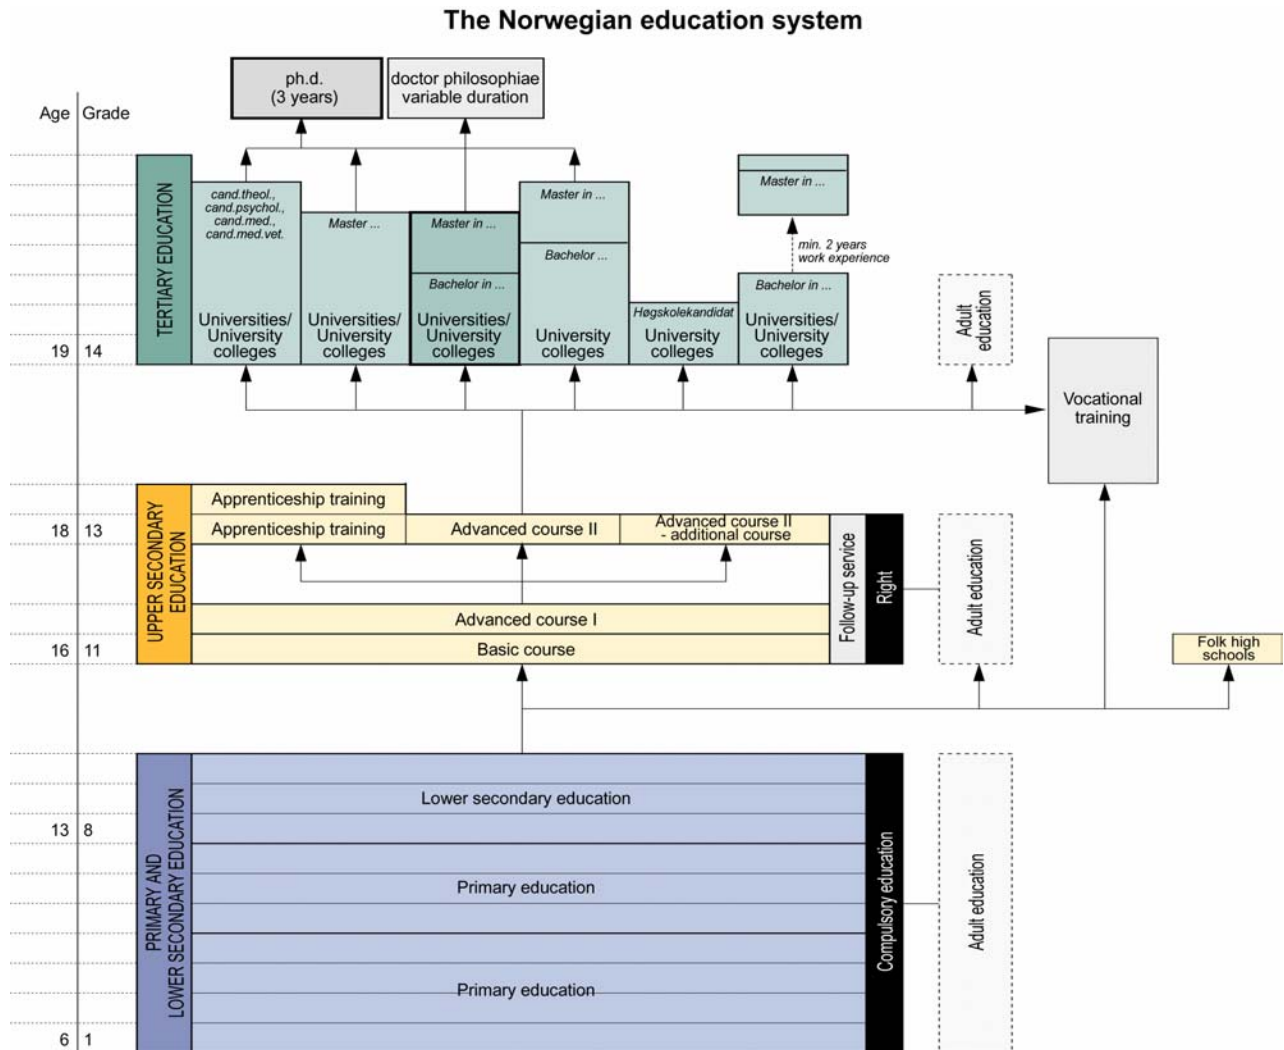 The Norwegian education system
Age Grade
ph.d.
(3 years)
doctor philosophiae
variable duration
TERTIARY EDUCATION
cand.theol.,
cand.psychol.,
cand.med.,
cand.med.vet.
Universities/
University
colleges
Master ...
Universities/
University
colleges
Master in ...
Bachelor in ...
Universities/
University
colleges
Master in ...
Bachelor ...
University
colleges
Høgskolekandidat
University
colleges
Master in ...
min. 2 years
work experience
Bachelor in ...
Universities/
University
colleges
Adult
education
19 14
Vocational
training
UPPER SECONDARY
EDUCATION
Apprenticeship training
18 13
Apprenticeship training
Advanced course II
Advanced course II
- additional course
Advanced course I
16 11
Basic course
Follow-up service
Right
Adult education
Folk high
schools
PRIMARY AND
LOWER SECONDARY EDUCATION
Lower secondary education
13 8
Primary education
Primary education
6 1
Compulsory education
Adult education